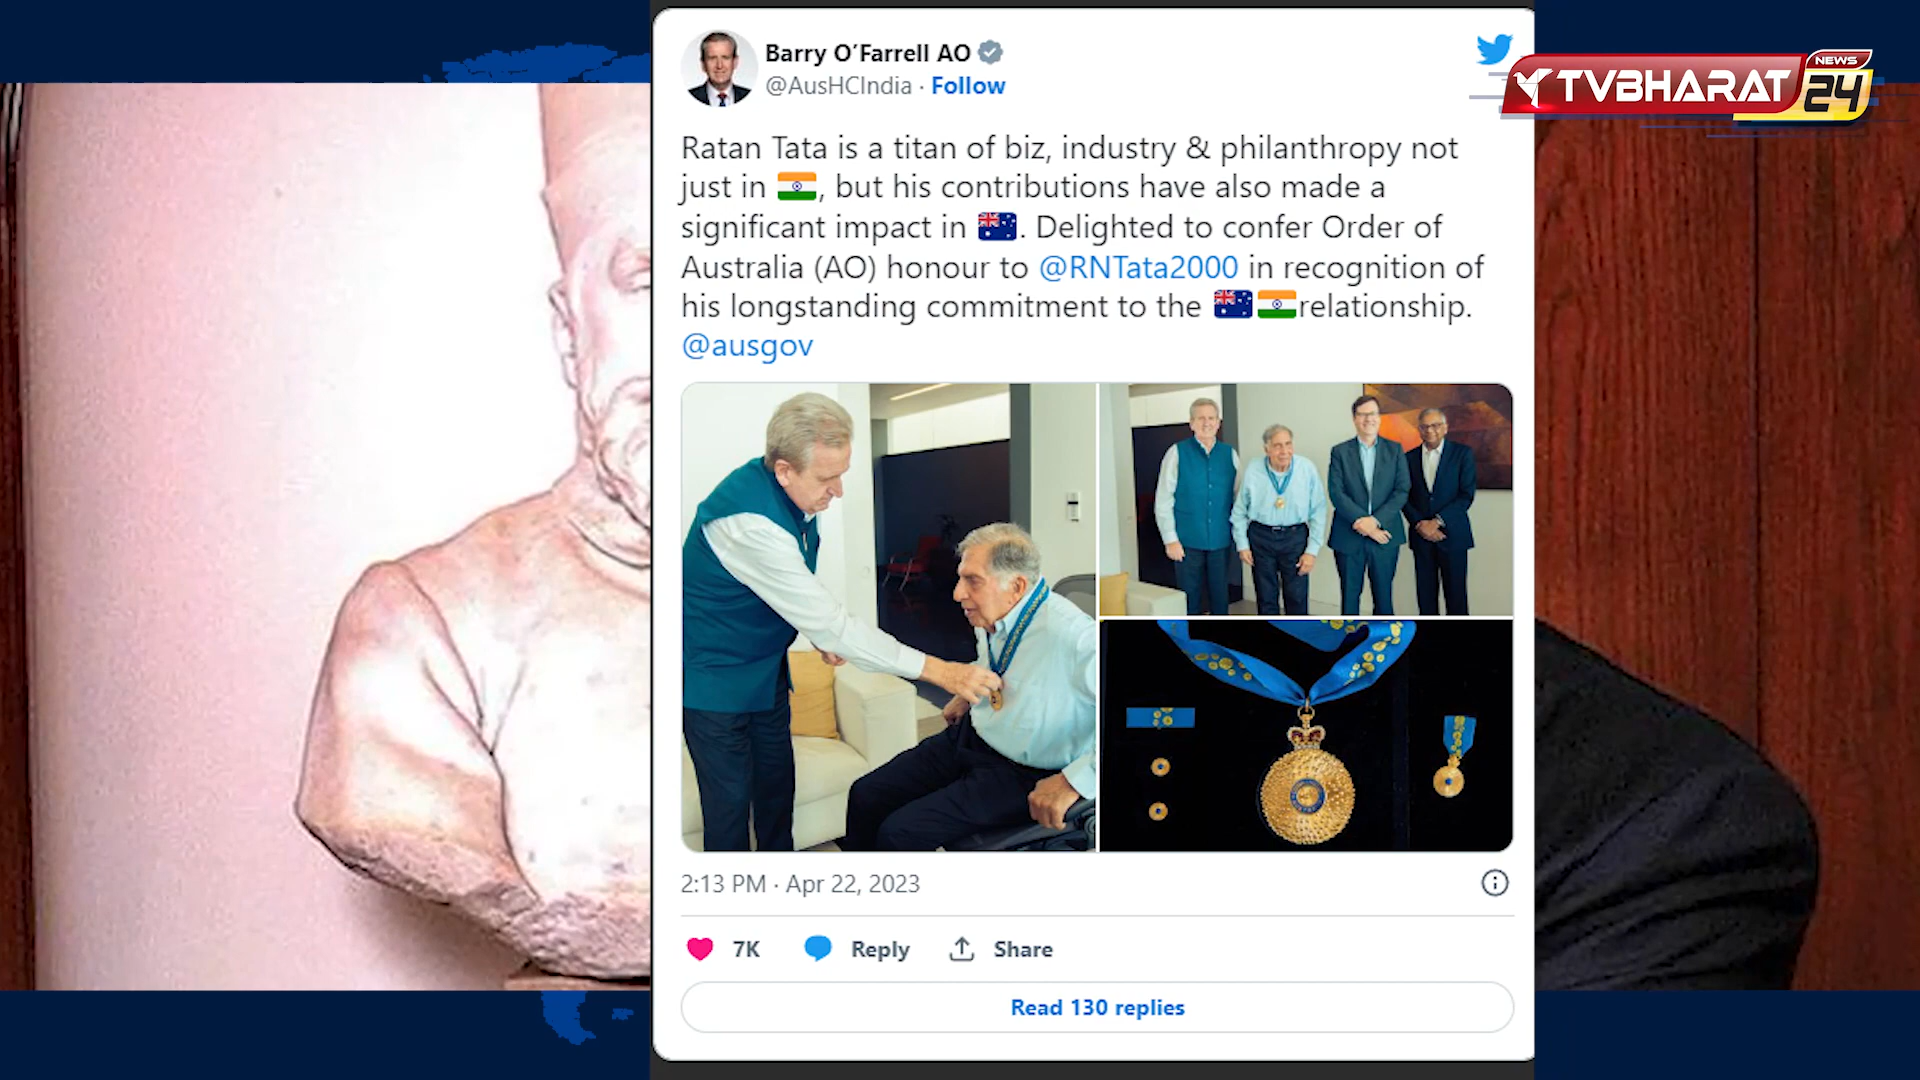 Barry O’Farrell AO
@AusHCIndia · Follow
NEWS
TVBHARAT 24
Ratan Tata is a titan of biz, industry & philanthropy not
just in 🇮🇳, but his contributions have also made a
significant impact in 🇦🇺. Delighted to confer Order of
Australia (AO) honour to @RNTata2000 in recognition of
his longstanding commitment to the 🇦🇺🇮🇳relationship.
@ausgov
2:13 PM · Apr 22, 2023
7K Reply Share
Read 130 replies